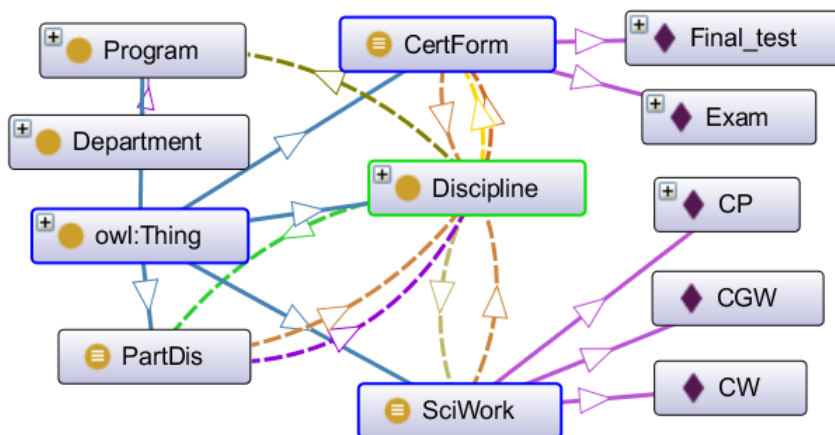 Program
CertForm
Final_test
Exam
Department
Discipline
CP
owl:Thing
CGW
PartDis
SciWork
CW